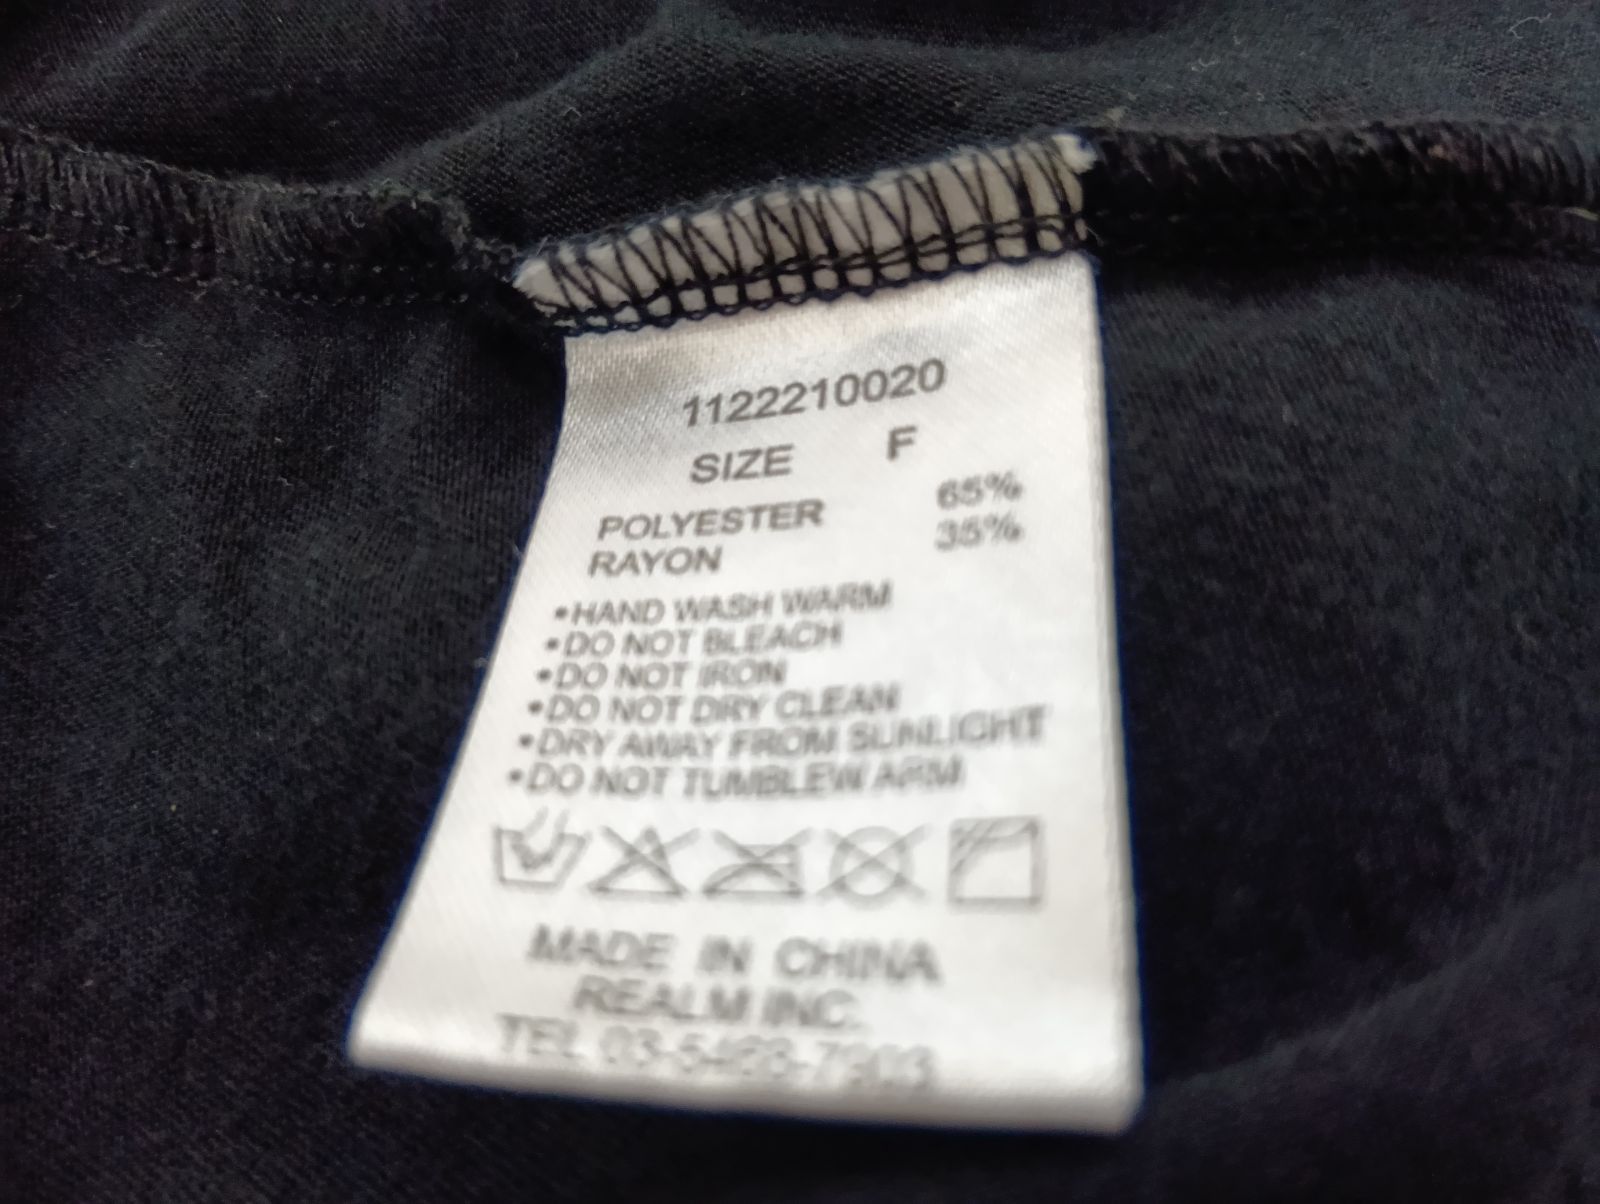 1122210020
SIZE F
POLYESTER 65%
RAYON 35%
•HAND WASH WARM
•DO NOT BLEACH
•DO NOT IRON
•DO NOT DRY CLEAN
•DRY AWAY FROM SUNLIGHT
•DO NOT TUMBLEW ARM
MADE IN CHINA
REALM INC.
TEL